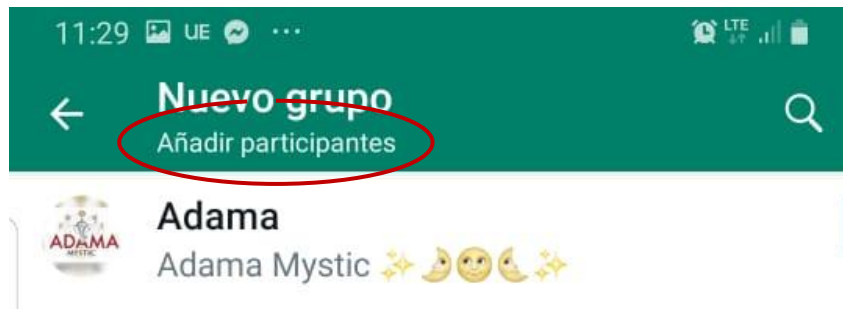 11:29 UE ... LTE
Nuevo grupo
Añadir participantes
Adama
ADAMA
MYSTIC
Adama Mystic ✨🌛🌝🌜✨